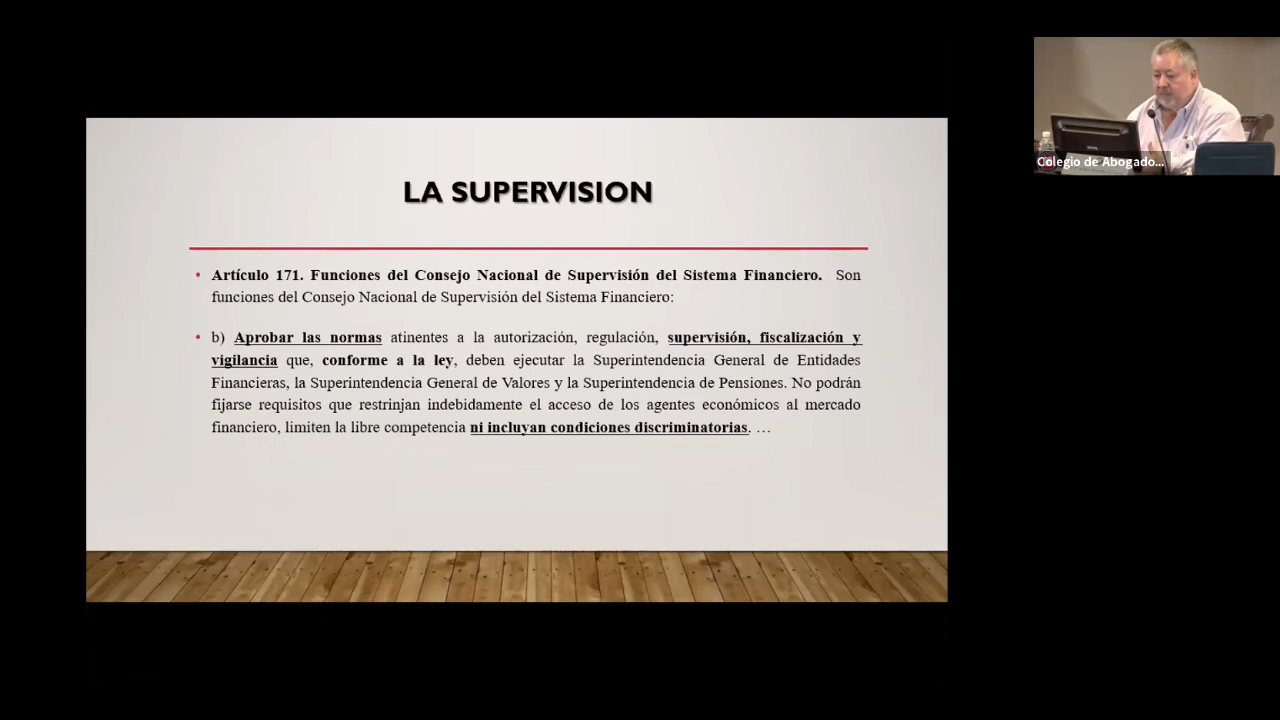 LA SUPERVISION
• Artículo 171. Funciones del Consejo Nacional de Supervisión del Sistema Financiero. Son
funciones del Consejo Nacional de Supervisión del Sistema Financiero:
• b) Aprobar las normas atinentes a la autorización, regulación, supervisión, fiscalización y
vigilancia que, conforme a la ley, deben ejecutar la Superintendencia General de Entidades
Financieras, la Superintendencia General de Valores y la Superintendencia de Pensiones. No podrán
fijarse requisitos que restrinjan indebidamente el acceso de los agentes económicos al mercado
financiero, limiten la libre competencia ni incluyan condiciones discriminatorias. …
Colegio de Abogado...